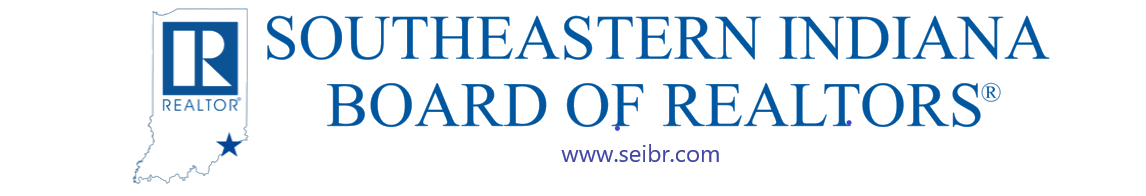 SOUTHEASTERN INDIANA
BOARD OF REALTORS®
R
REALTOR®
www.seibr.com